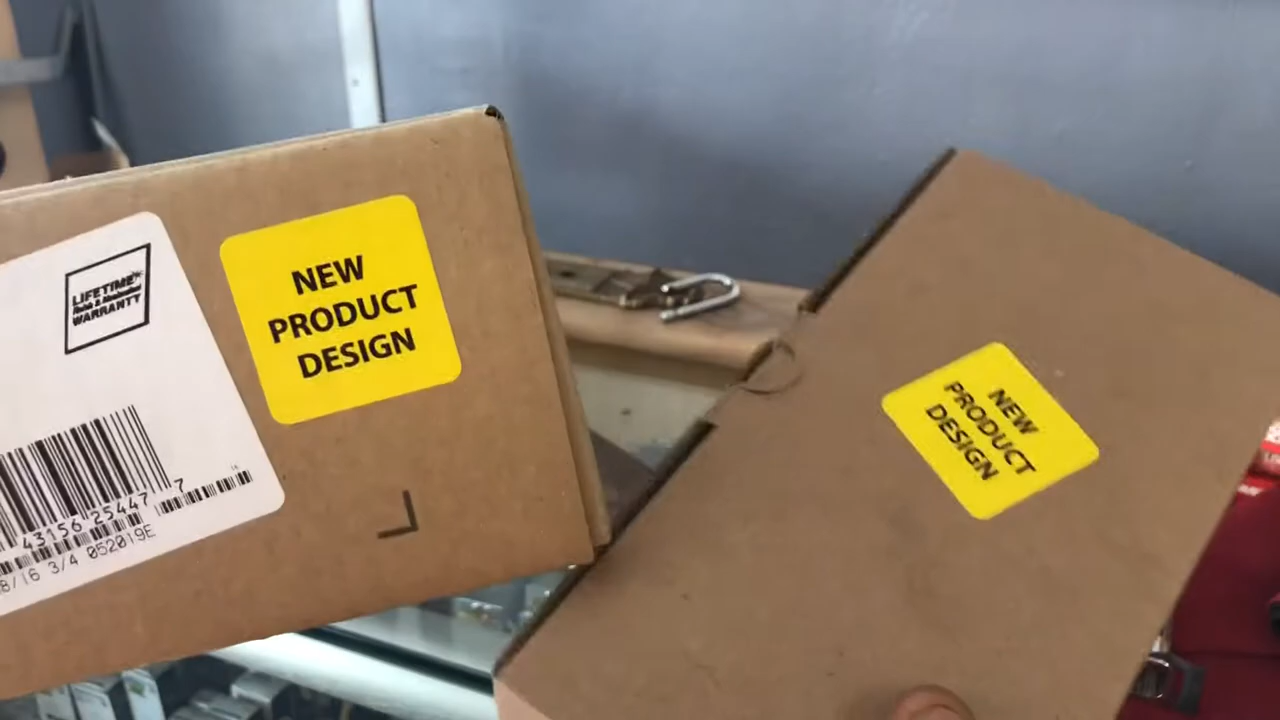 LIFETIME
WARRANTY
NEW
PRODUCT
DESIGN
43156 25447 7
8/16 3/4 052019E
NEW
PRODUCT
DESIGN